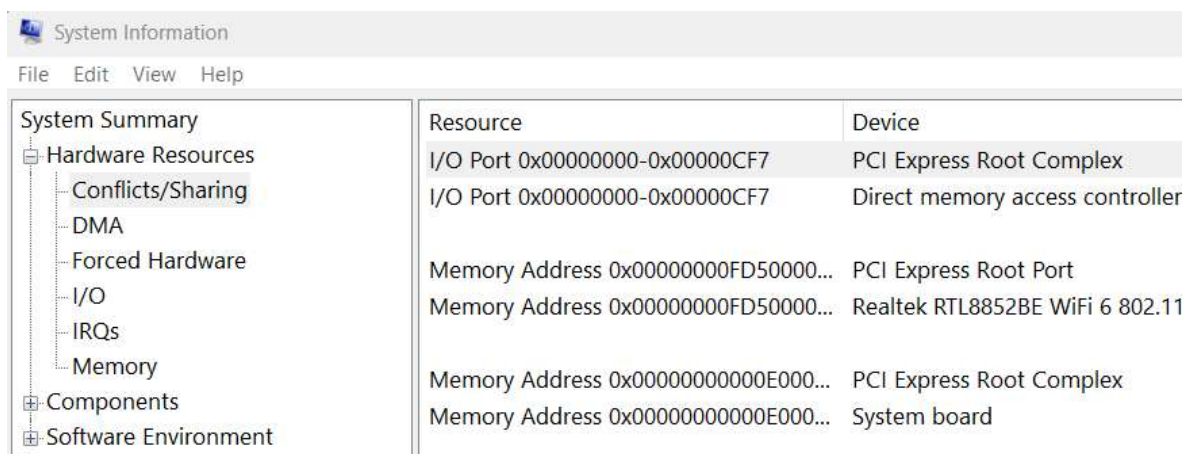 System Information
File Edit View Help
System Summary
Hardware Resources
Conflicts/Sharing
DMA
Forced Hardware
I/O
IRQs
Memory
Components
Software Environment
Resource Device
I/O Port 0x00000000-0x00000CF7 PCI Express Root Complex
I/O Port 0x00000000-0x00000CF7 Direct memory access controller
Memory Address 0x00000000FD50000... PCI Express Root Port
Memory Address 0x00000000FD50000... Realtek RTL8852BE WiFi 6 802.11
Memory Address 0x00000000000E000... PCI Express Root Complex
Memory Address 0x00000000000E000... System board